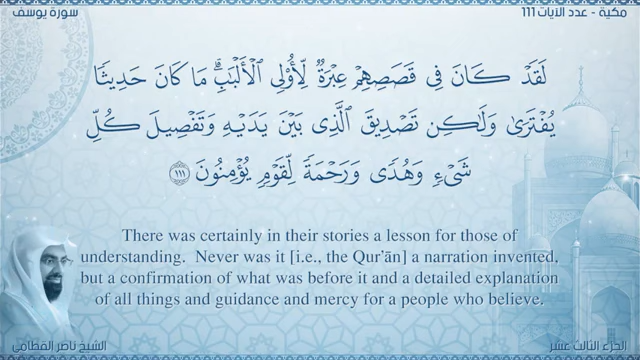 سورة يوسف
مكية - عدد الآيات 111
لَقَدْ كَانَ فِى قَصَصِهِمْ عِبْرَةٌ لِّأُو۟لِى ٱلْأَلْبَـٰبِ ۗ مَا كَانَ حَدِيثًا
يُفْتَرَىٰ وَلَـٰكِن تَصْدِيقَ ٱلَّذِى بَيْنَ يَدَيْهِ وَتَفْصِيلَ كُلِّ
شَىْءٍ وَهُدًى وَرَحْمَةً لِّقَوْمٍ يُؤْمِنُونَ ١١١
There was certainly in their stories a lesson for those of
understanding. Never was it [i.e., the Qur'ān] a narration invented,
but a confirmation of what was before it and a detailed explanation
of all things and guidance and mercy for a people who believe.
الشيخ ناصر القطامي
الجزء الثالث عشر